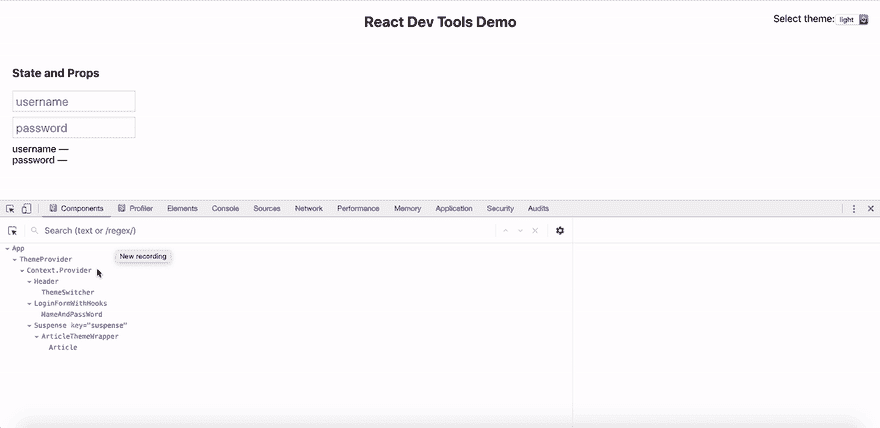 React Dev Tools Demo
Select theme: light
State and Props
username
password
username —
password —
Components Profiler Elements Console Sources Network Performance Memory Application Security Audits
Search (text or /regex/)
App
New recording
ThemeProvider
Context.Provider
Header
ThemeSwitcher
LoginFormWithHooks
NameAndPassWord
Suspense key="suspense"
ArticleThemeWrapper
Article